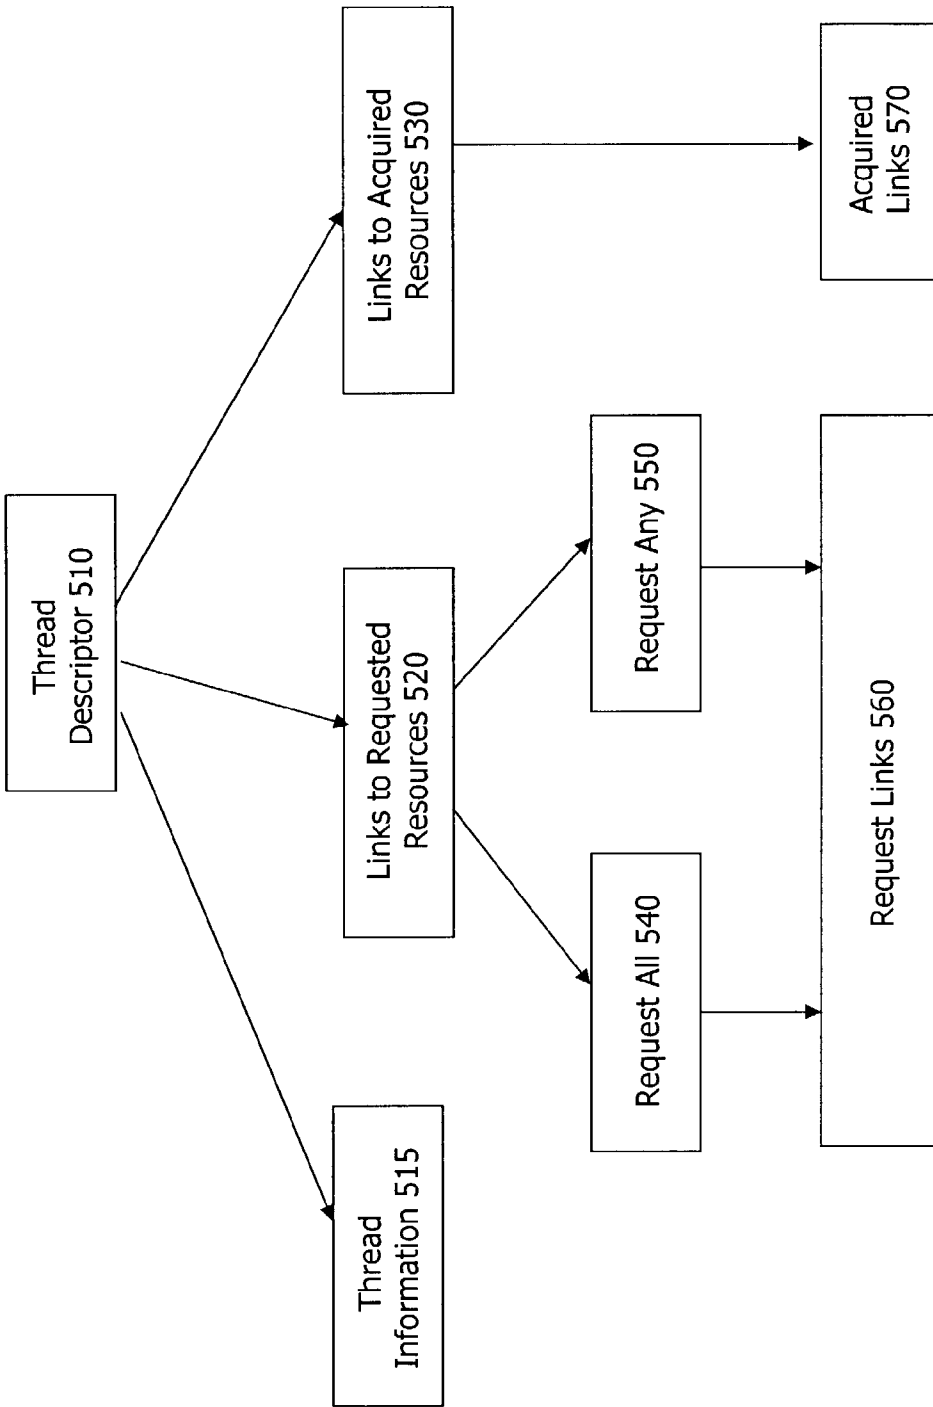 Thread
Descriptor 510
Thread
Information 515
Links to Requested
Resources 520
Links to Acquired
Resources 530
Request All 540
Request Any 550
Request Links 560
Acquired
Links 570